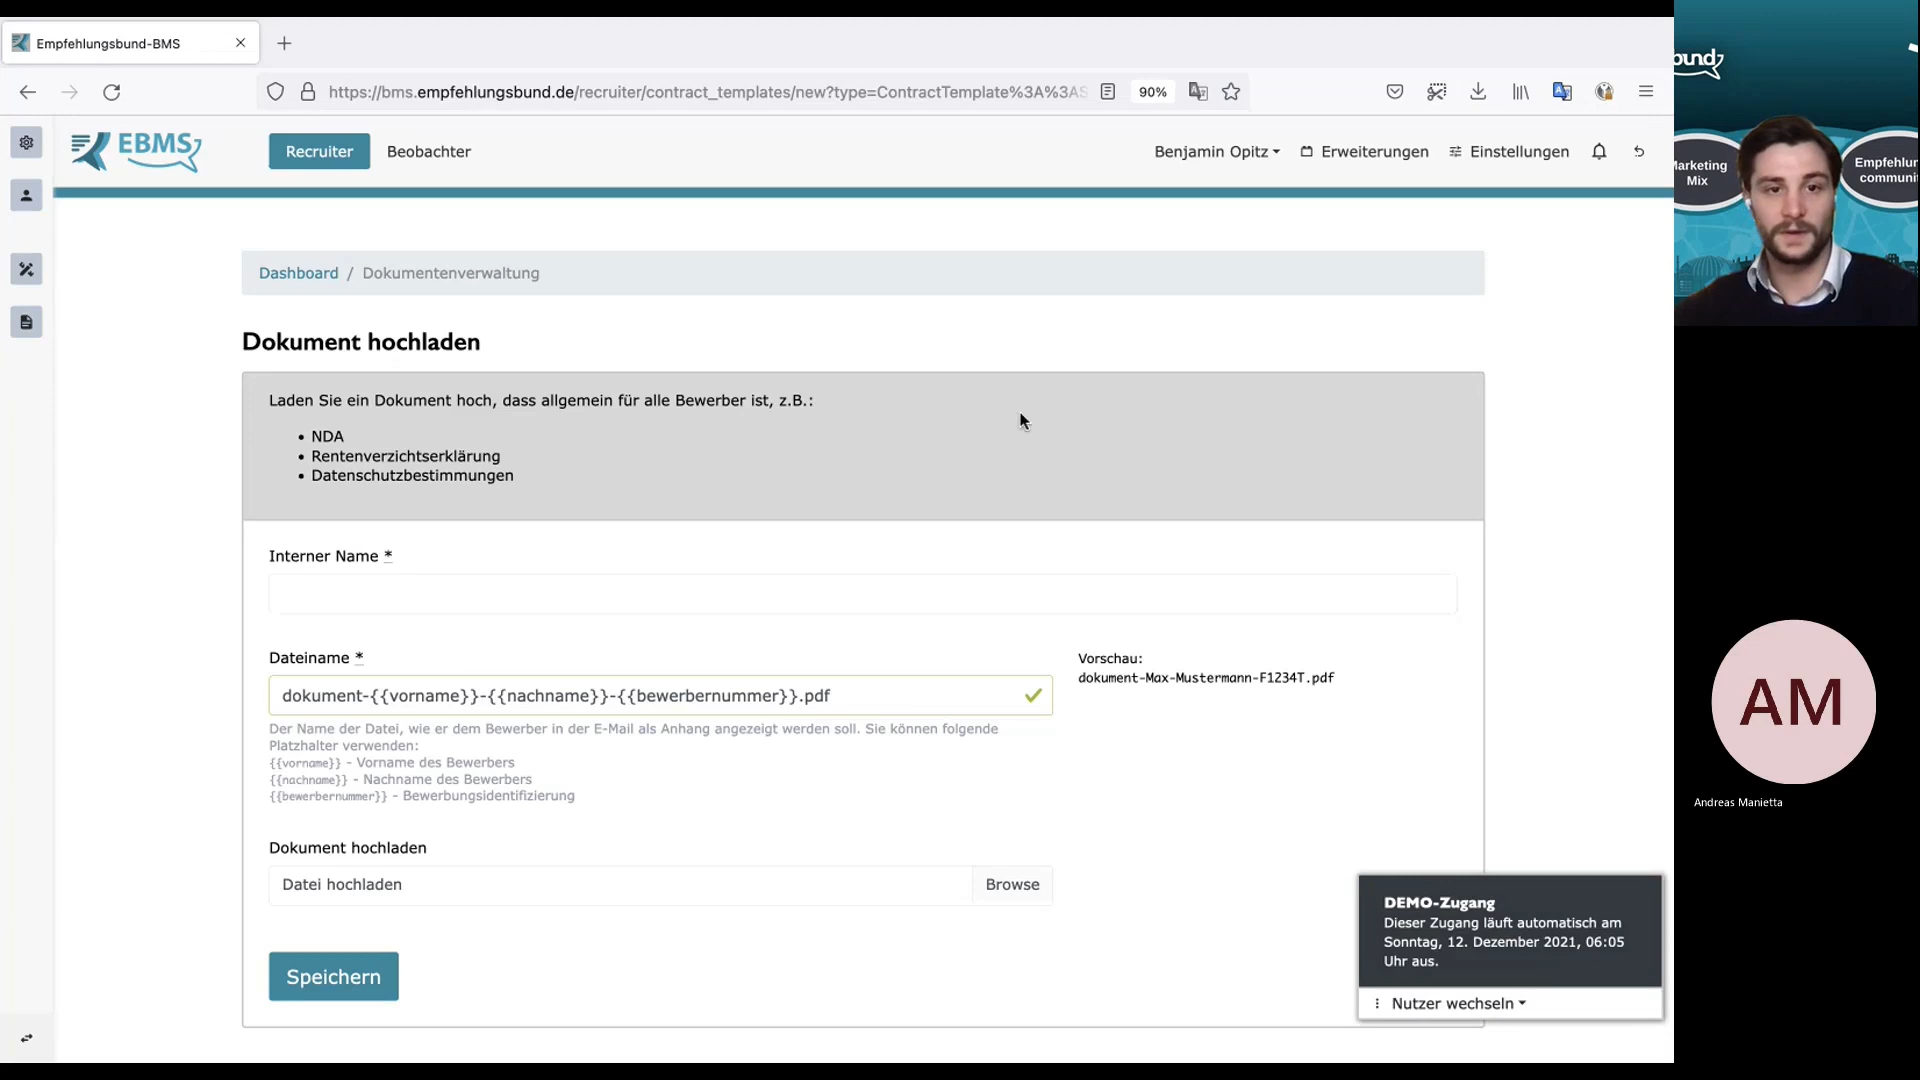 Empfehlungsbund-BMS
https://bms.empfehlungsbund.de/recruiter/contract_templates/new?type=ContractTemplate%3A%3AS
90%
EBMS
Recruiter
Beobachter
Benjamin Opitz
Erweiterungen
Einstellungen
Dashboard / Dokumentenverwaltung
Dokument hochladen
Laden Sie ein Dokument hoch, dass allgemein für alle Bewerber ist, z.B.:
• NDA
• Rentenverzichtserklärung
• Datenschutzbestimmungen
Interner Name *
Dateiname *
dokument-{{vorname}}-{{nachname}}-{{bewerbernummer}}.pdf
Der Name der Datei, wie er dem Bewerber in der E-Mail als Anhang angezeigt werden soll. Sie können folgende
Platzhalter verwenden:
{{vorname}} - Vorname des Bewerbers
{{nachname}} - Nachname des Bewerbers
{{bewerbernummer}} - Bewerbungsidentifizierung
Vorschau:
dokument-Max-Mustermann-F1234T.pdf
Dokument hochladen
Datei hochladen
Browse
Speichern
DEMO-Zugang
Dieser Zugang läuft automatisch am
Sonntag, 12. Dezember 2021, 06:05
Uhr aus.
Nutzer wechseln
bund
Marketing
Mix
Empfehlun
communi
AM
Andreas Manietta